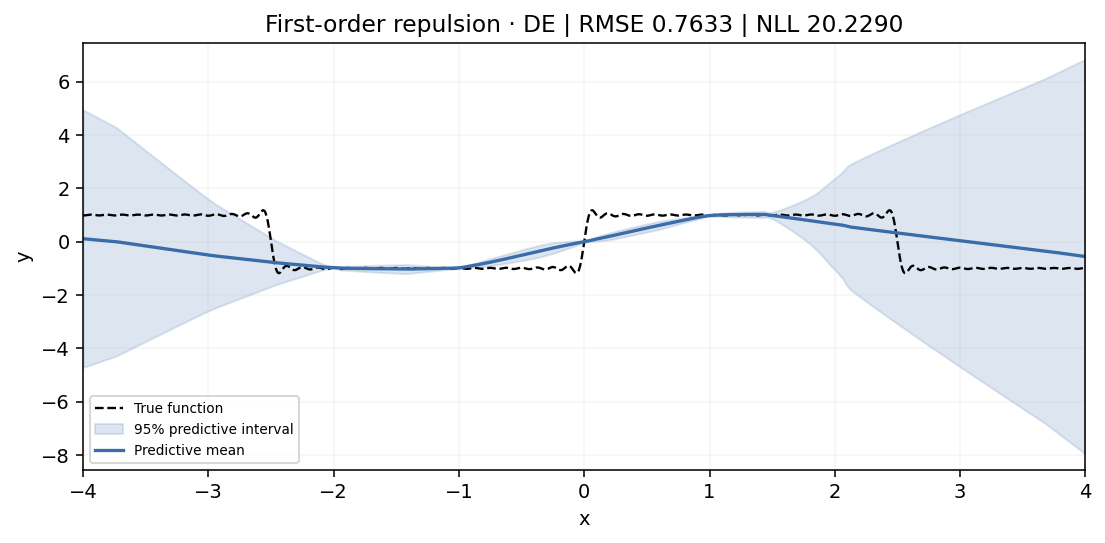 First-order repulsion · DE | RMSE 0.7633 | NLL 20.2290
y
6
4
2
0
−2
−4
−6
−8
True function
95% predictive interval
Predictive mean
−4 −3 −2 −1 0 1 2 3 4
x